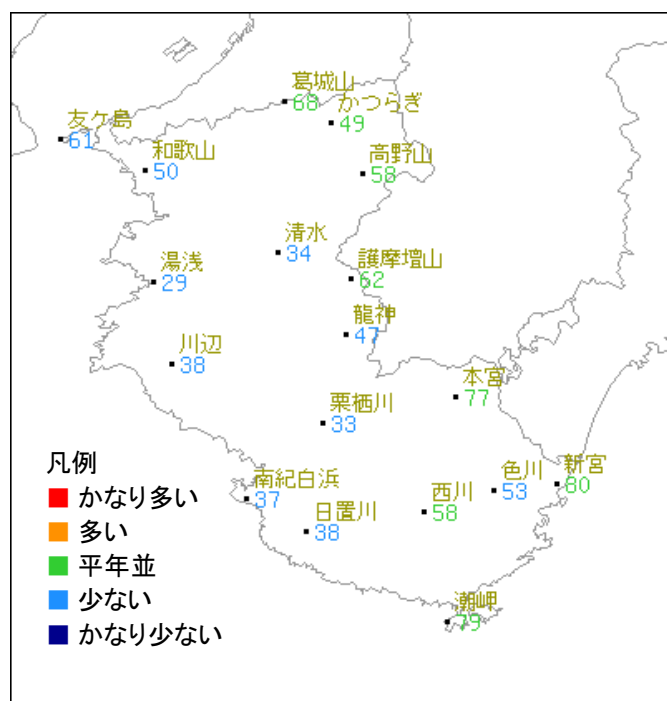 葛城山
68
かつらぎ
49
友ケ島
61
和歌山
50
高野山
58
清水
34
護摩壇山
62
湯浅
29
龍神
47
川辺
38
本宮
77
栗栖川
33
凡例
かなり多い
多い
平年並
少ない
かなり少ない
南紀白浜
37
日置川
38
西川
58
色川
53
新宮
80
潮岬
79